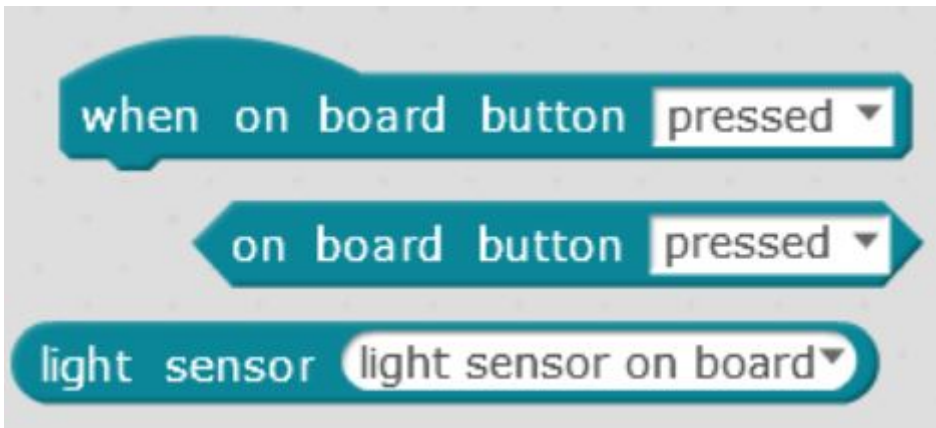 when on board button pressed
on board button pressed
light sensor light sensor on board